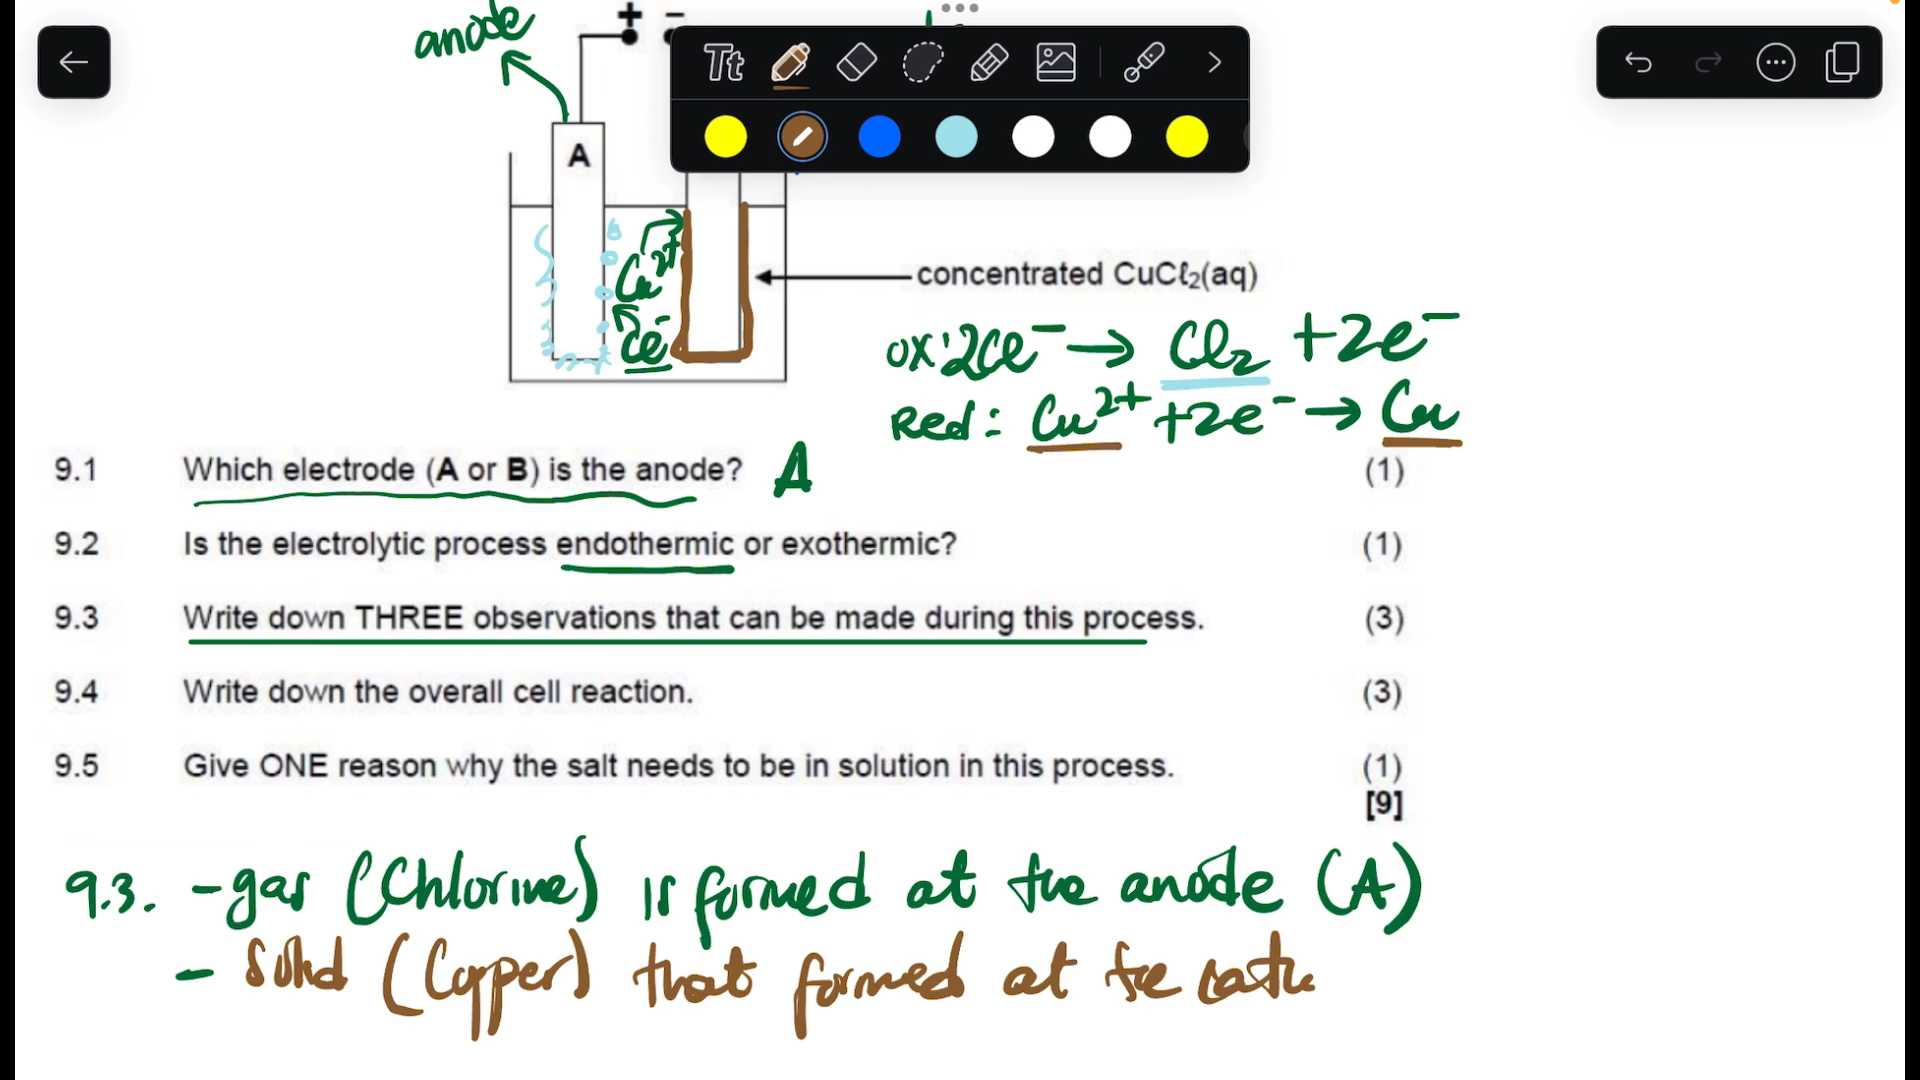 anode
+ −
Tt
A
Cu²⁺
Cl⁻
concentrated CuCℓ₂(aq)
ox: 2Cl⁻ → Cl₂ + 2e⁻
Red: Cu²⁺ + 2e⁻ → Cu
9.1 Which electrode (A or B) is the anode? A (1)
9.2 Is the electrolytic process endothermic or exothermic? (1)
9.3 Write down THREE observations that can be made during this process. (3)
9.4 Write down the overall cell reaction. (3)
9.5 Give ONE reason why the salt needs to be in solution in this process. (1)
[9]
9.3. - gas (Chlorine) is formed at the anode (A)
- Solid (Copper) that formed at the cath